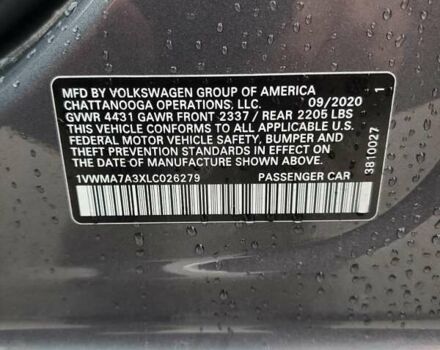 MFD BY VOLKSWAGEN GROUP OF AMERICA
CHATTANOOGA OPERATIONS, LLC. 09/2020
GVWR 4431 GAWR FRONT 2337 / REAR 2205 LBS
THIS VEHICLE CONFORMS TO ALL APPLICABLE U.S.
FEDERAL MOTOR VEHICLE SAFETY, BUMPER AND
THEFT PREVENTION STANDARDS IN EFFECT ON THE
DATE OF MANUFACTURE SHOWN ABOVE.
1VWMA7A3XLC026279 PASSENGER CAR
3810027 1